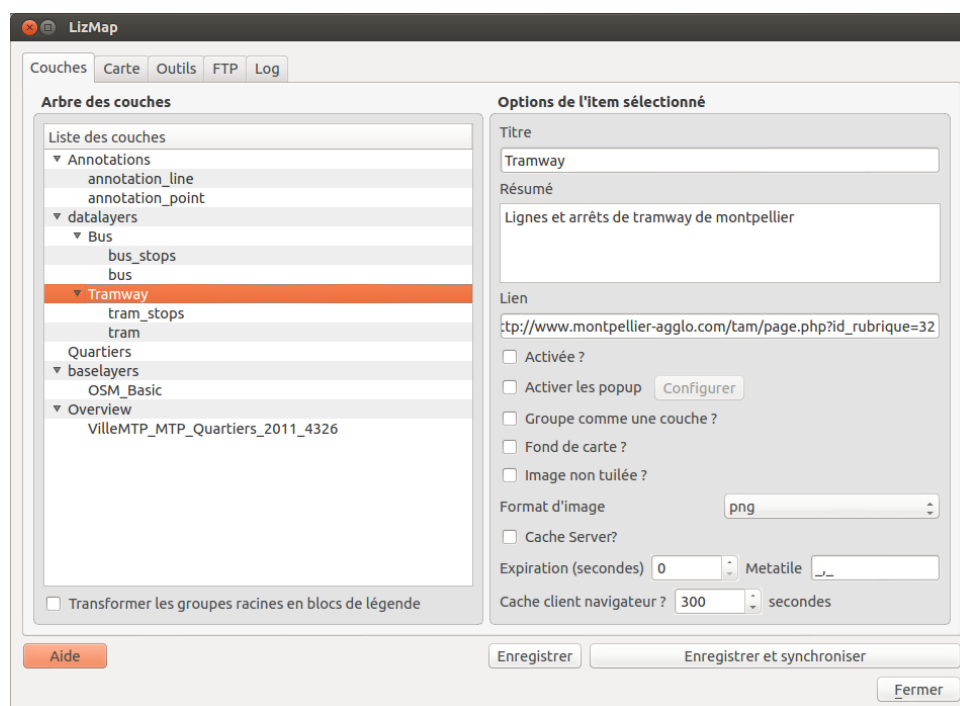 LizMap
Couches Carte Outils FTP Log
Arbre des couches
Liste des couches
Annotations
annotation_line
annotation_point
datalayers
Bus
bus_stops
bus
Tramway
tram_stops
tram
Quartiers
baselayers
OSM_Basic
Overview
VilleMTP_MTP_Quartiers_2011_4326
Transformer les groupes racines en blocs de légende
Options de l'item sélectionné
Titre
Tramway
Résumé
Lignes et arrêts de tramway de montpellier
Lien
ttp://www.montpellier-agglo.com/tam/page.php?id_rubrique=32
Activée ?
Activer les popup Configurer
Groupe comme une couche ?
Fond de carte ?
Image non tuilée ?
Format d'image png
Cache Server?
Expiration (secondes) 0 Metatile _,_
Cache client navigateur ? 300 secondes
Aide Enregistrer Enregistrer et synchroniser
Fermer